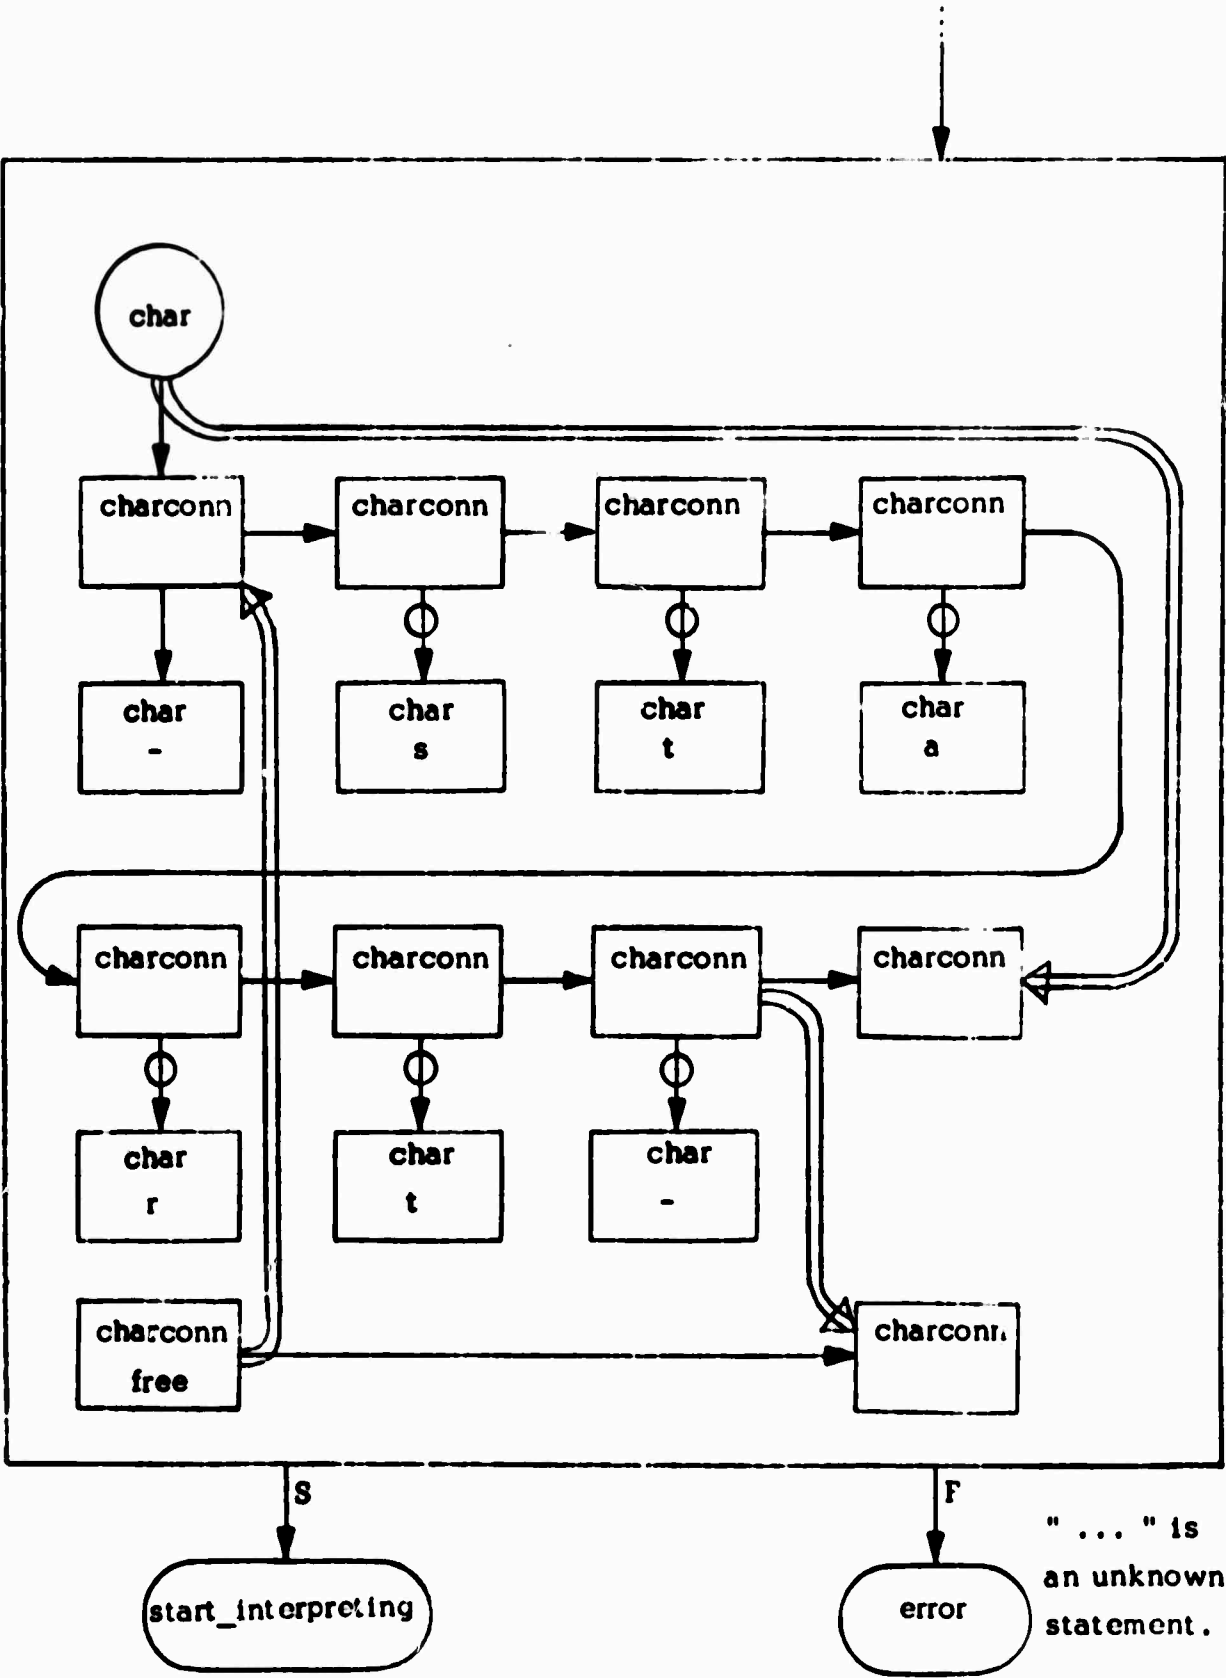 char
charconn charconn charconn charconn
char char char char
- s t a
charconn charconn charconn charconn
char char char
r t -
charconn charconn
free
S F
" ... " is
an unknown
start_interpreting error statement.